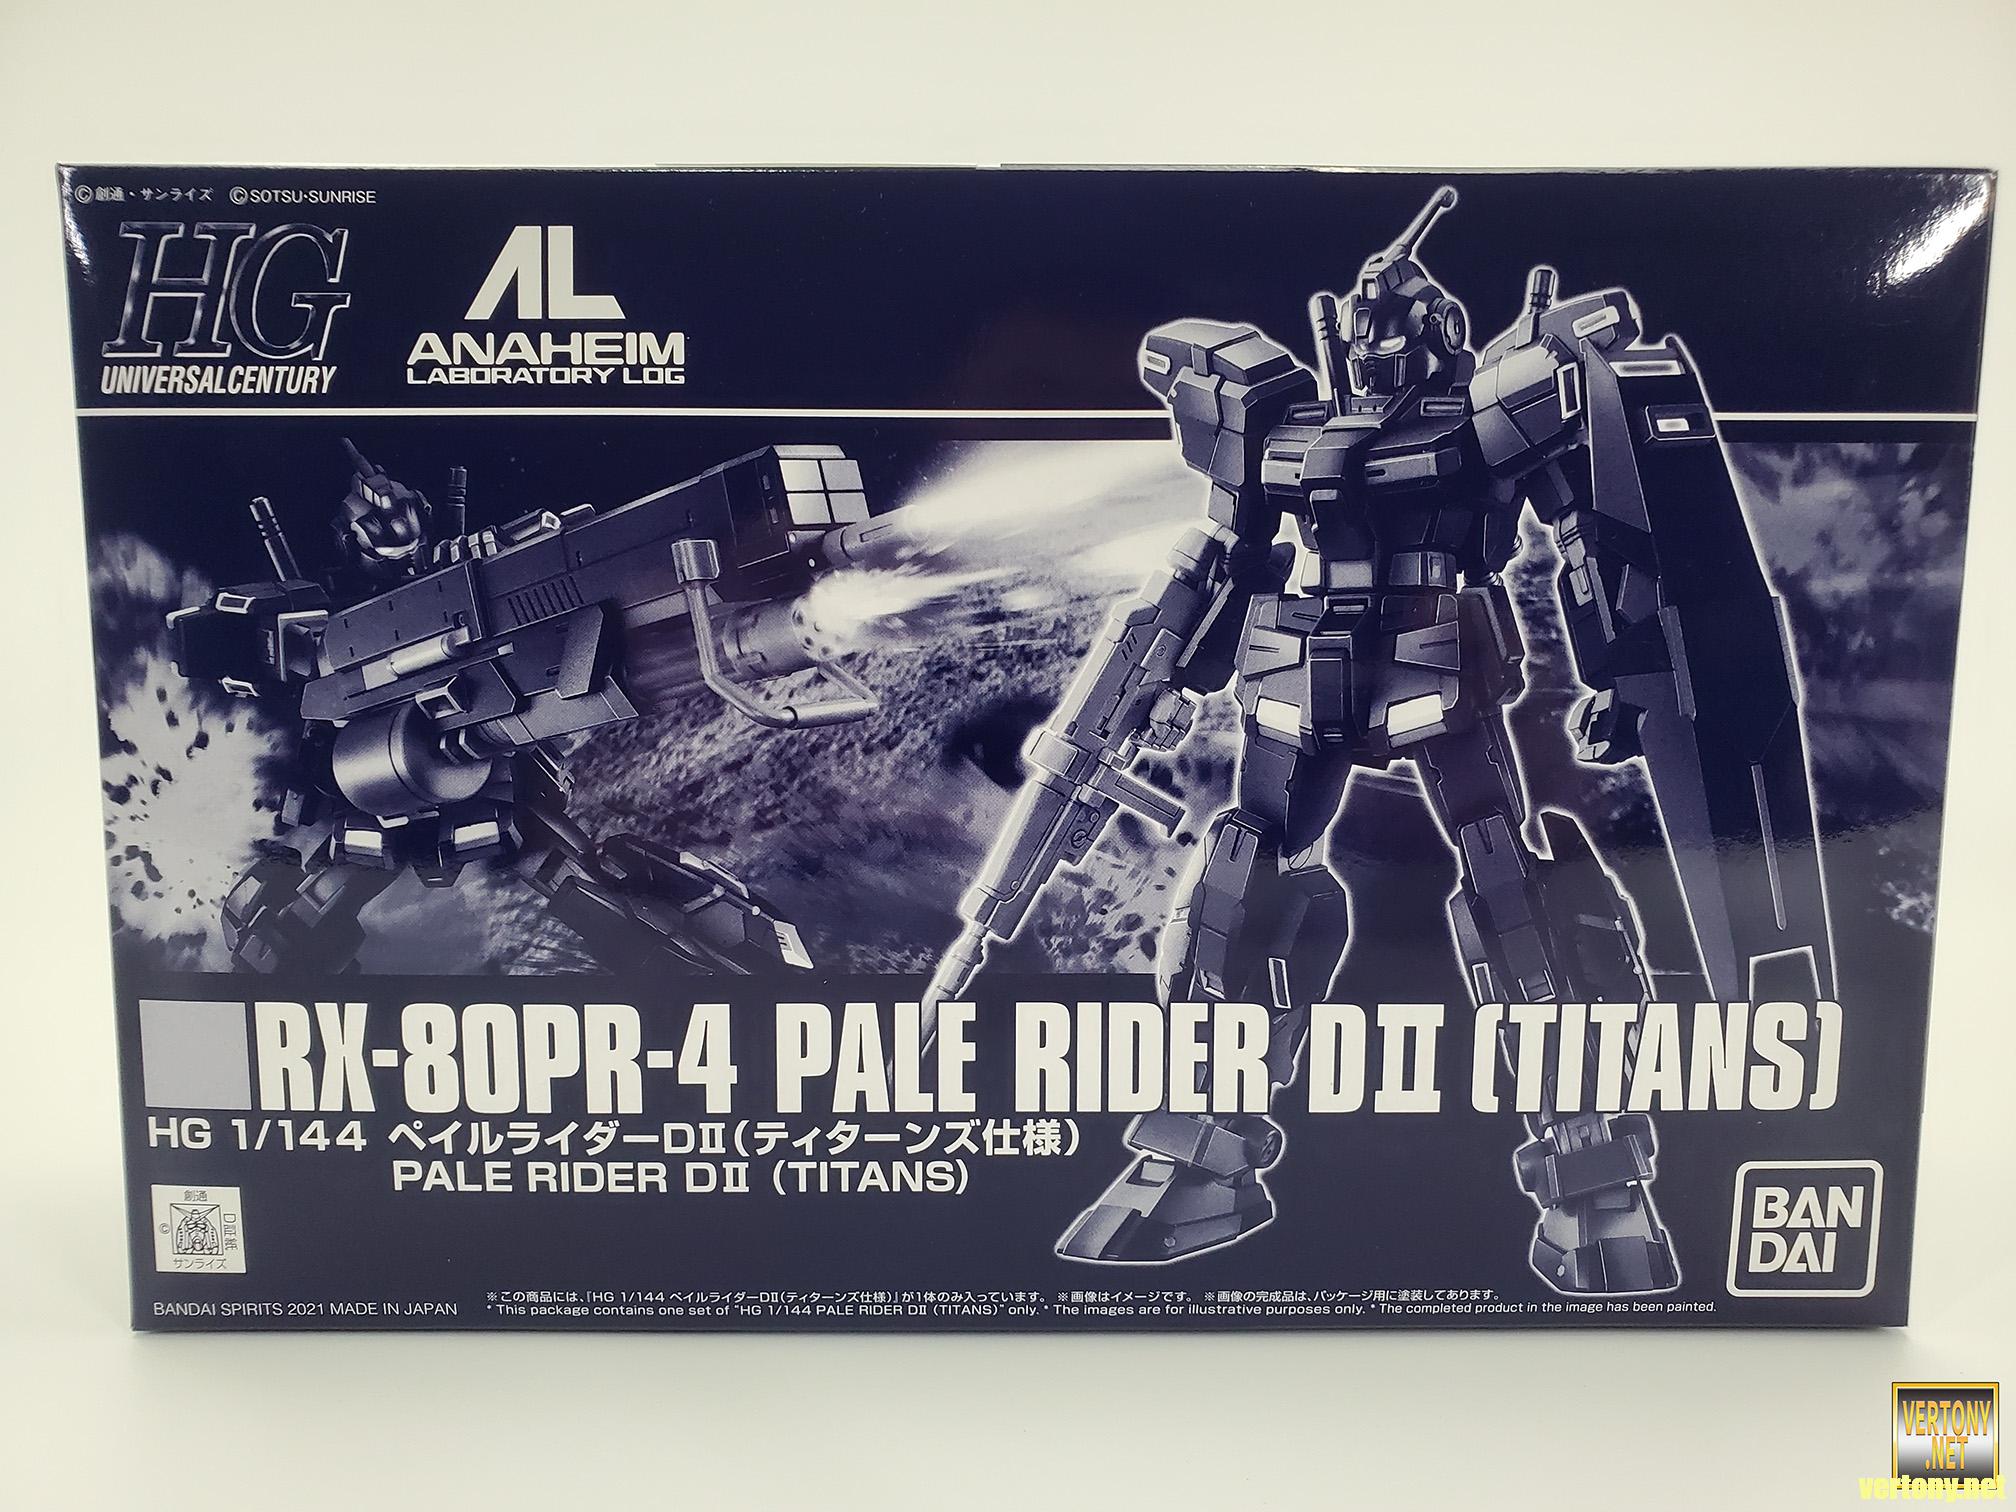 ©創通・サンライズ ©SOTSU・SUNRISE
HG
UNIVERSAL CENTURY
AL
ANAHEIM
LABORATORY LOG
RX-80PR-4 PALE RIDER DⅡ (TITANS)
HG 1/144 ペイルライダーDⅡ(ティターンズ仕様)
PALE RIDER DⅡ (TITANS)
創通
©
D証紙
サンライズ
BAN
DAI
BANDAI SPIRITS 2021 MADE IN JAPAN
※この商品には、「HG 1/144 ペイルライダーDⅡ(ティターンズ仕様)」が1体のみ入っています。 ※画像はイメージです。 ※画像の完成品は、パッケージ用に塗装してあります。
* This package contains one set of "HG 1/144 PALE RIDER DⅡ (TITANS)" only. * The images are for illustrative purposes only. * The completed product in the image has been painted.
VERTONY
.NET
vertony.net